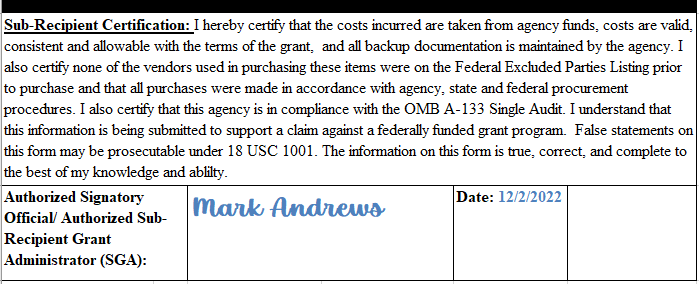 Sub-Recipient Certification: I hereby certify that the costs incurred are taken from agency funds, costs are valid,
consistent and allowable with the terms of the grant,  and all backup documentation is maintained by the agency. I
also certify none of the vendors used in purchasing these items were on the Federal Excluded Parties Listing prior
to purchase and that all purchases were made in accordance with agency, state and federal procurement
procedures. I also certify that this agency is in compliance with the OMB A-133 Single Audit. I understand that
this information is being submitted to support a claim against a federally funded grant program.  False statements on
this form may be prosecutable under 18 USC 1001. The information on this form is true, correct, and complete to
the best of my knowledge and ablilty.
Authorized Signatory
Official/ Authorized Sub-
Recipient Grant
Administrator (SGA):
Mark Andrews
Date: 12/2/2022